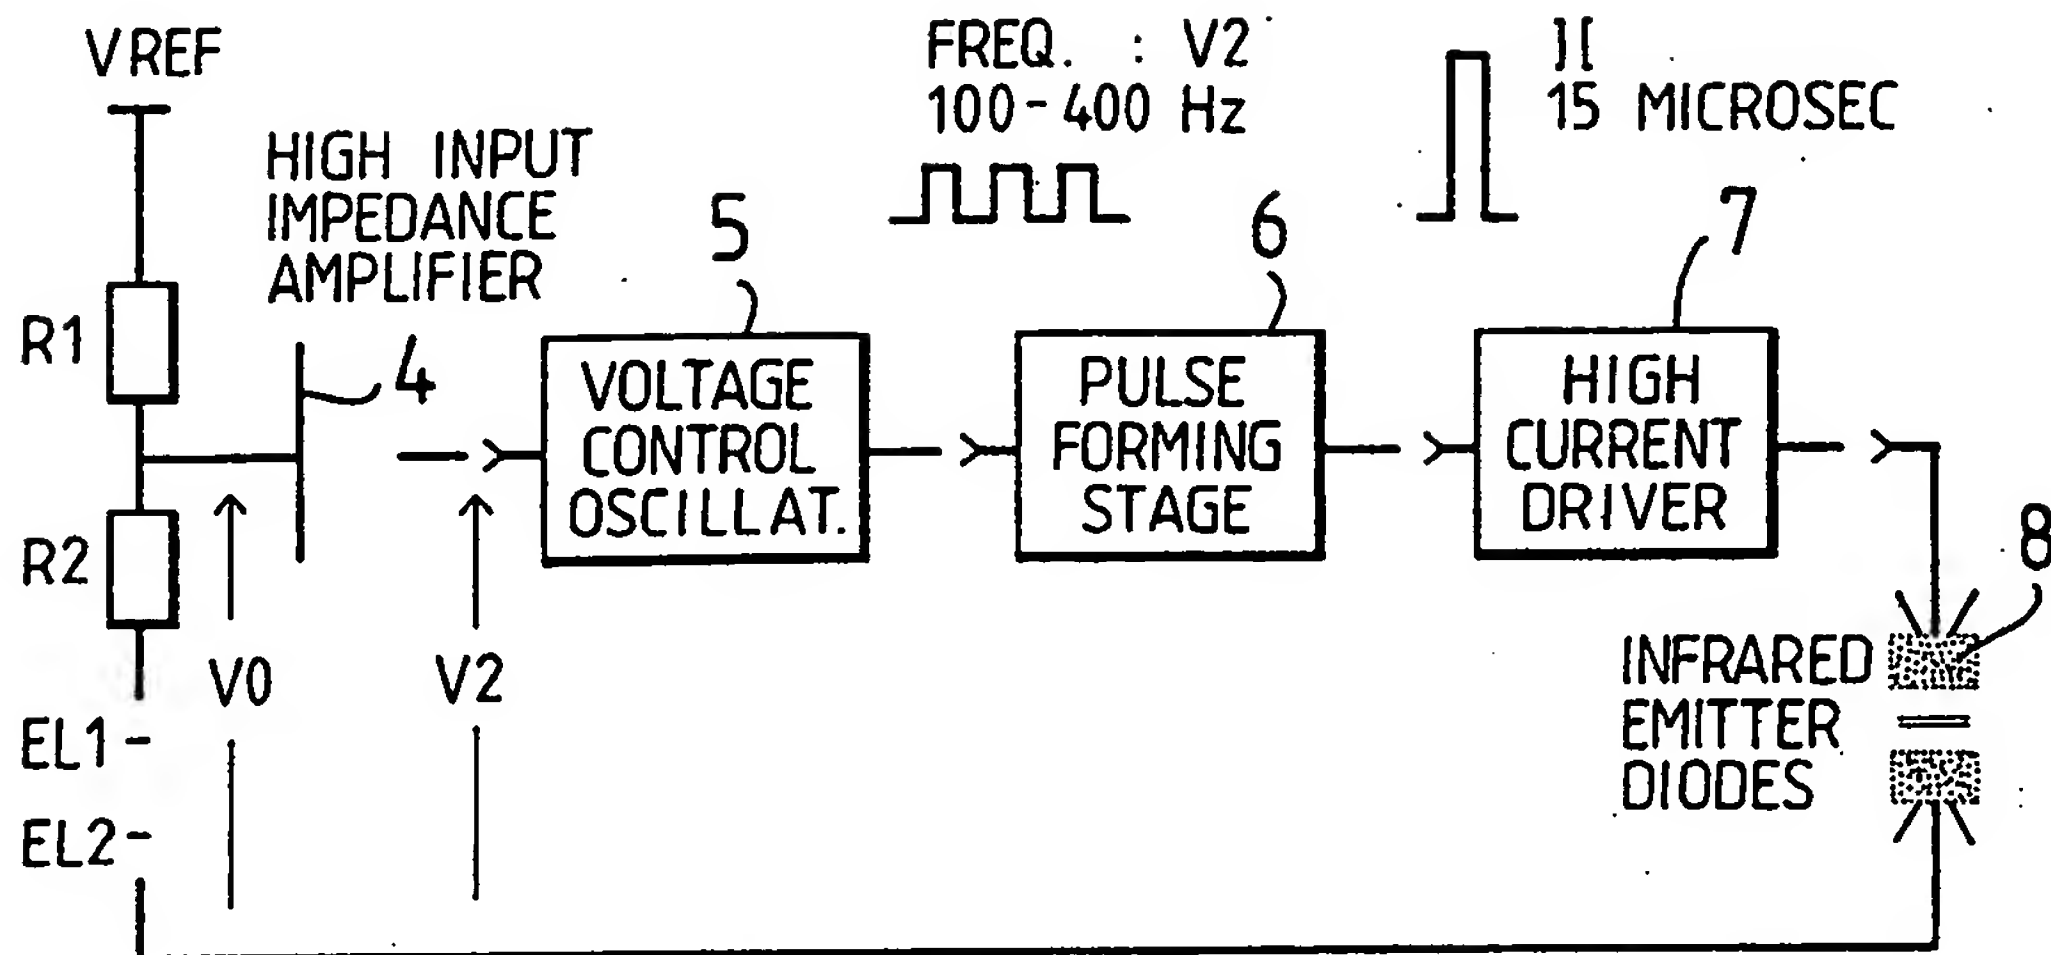 VREF
FREQ. : V2
100-400 Hz
][
15 MICROSEC
HIGH INPUT
IMPEDANCE
AMPLIFIER
5
6
7
R1
4
VOLTAGE
CONTROL
OSCILLAT.
PULSE
FORMING
STAGE
HIGH
CURRENT
DRIVER
R2
8
V0
V2
INFRARED
EMITTER
DIODES
EL1
EL2